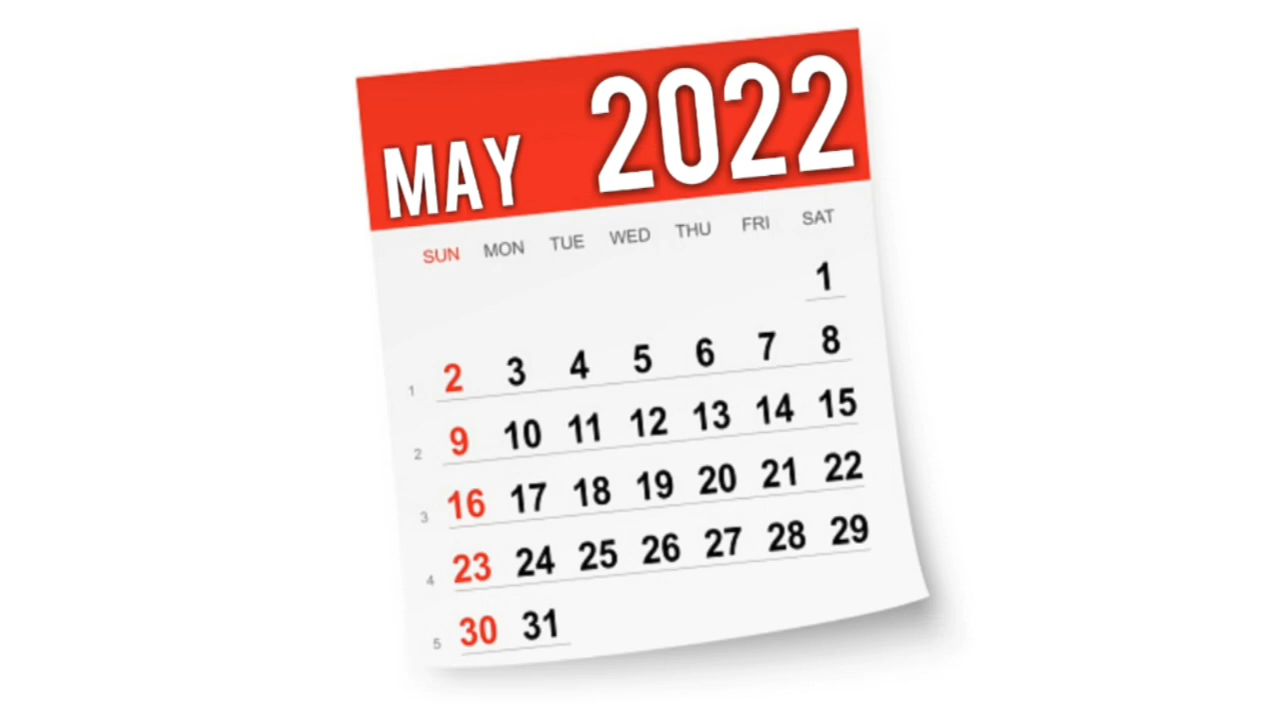 MAY 2022
SUN MON TUE WED THU FRI SAT
1
1 2 3 4 5 6 7 8
2 9 10 11 12 13 14 15
3 16 17 18 19 20 21 22
4 23 24 25 26 27 28 29
5 30 31